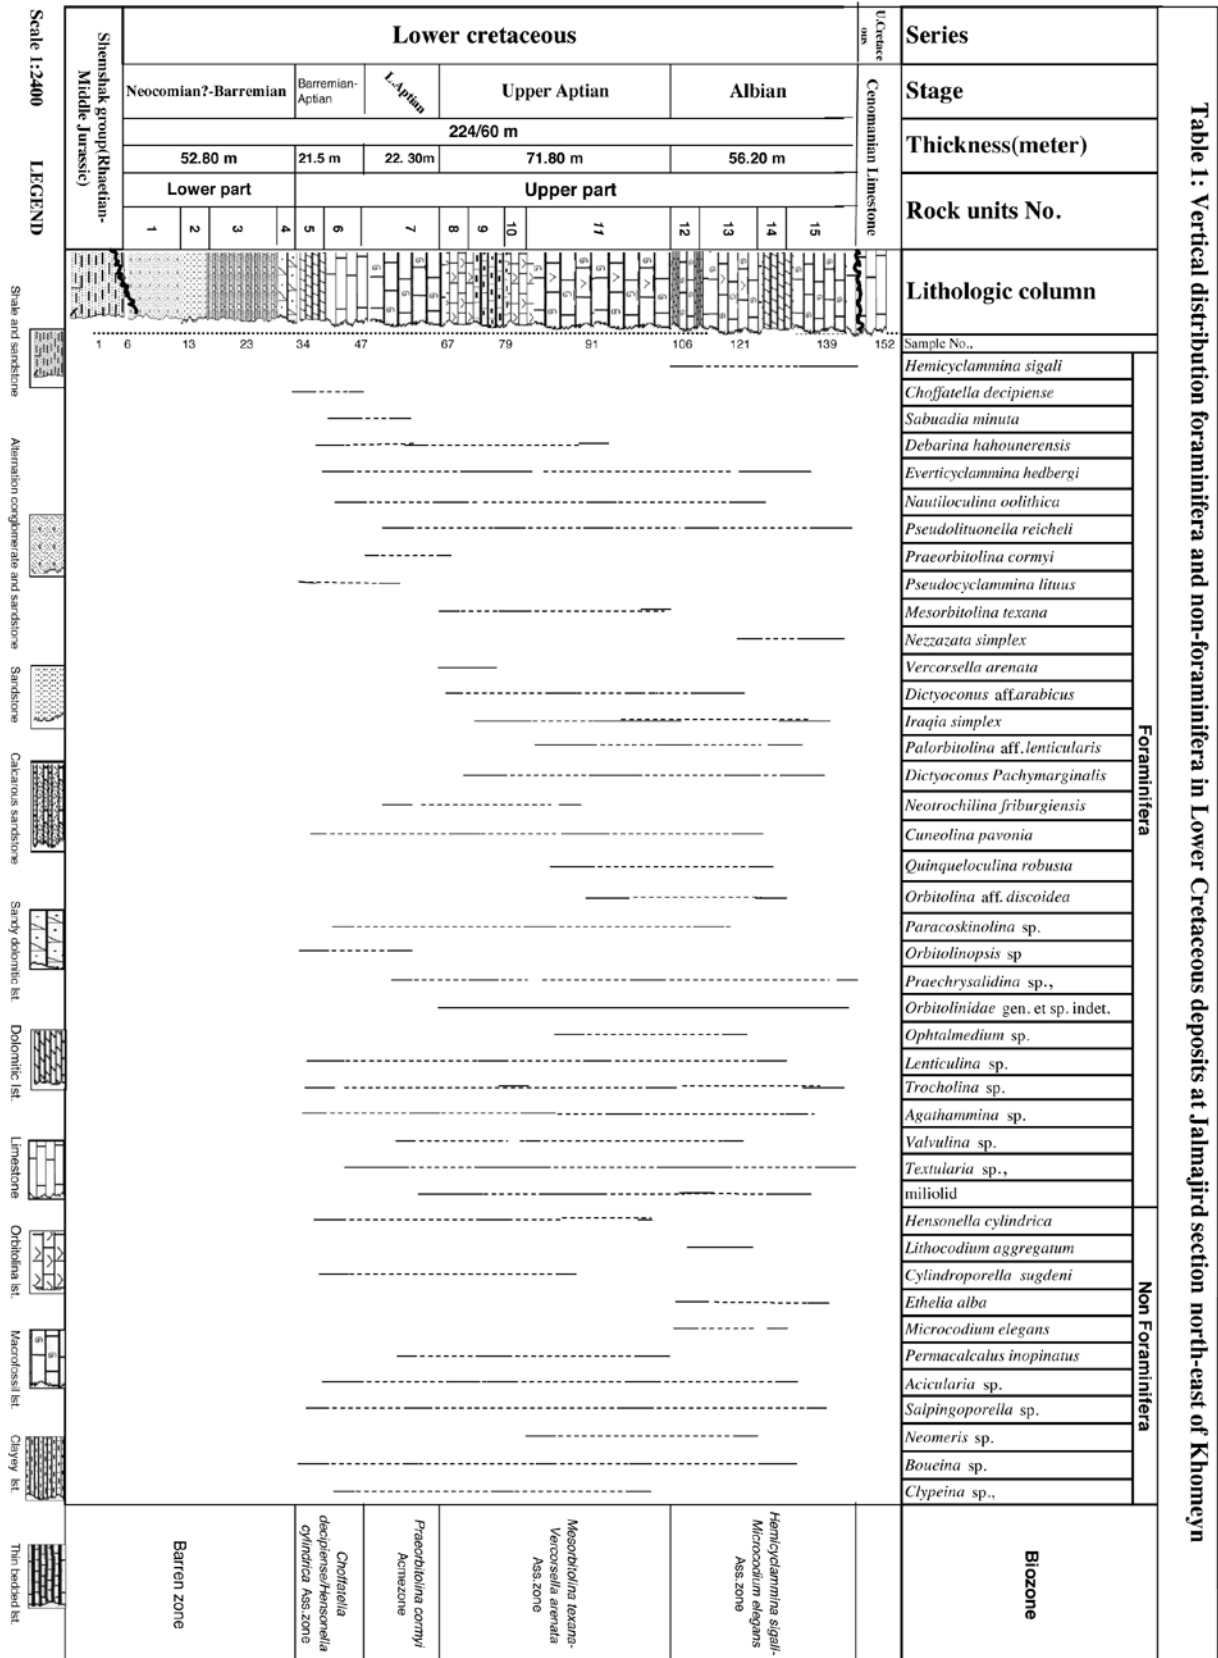 Table 1: Vertical distribution foraminifera and non-foraminifera in Lower Cretaceous deposits at Jalmajird section north-east of Khomeyn
Series
Lower cretaceous
U.Cretace
ous
Stage
Neocomian?-Barremian
Barremian-
Aptian
L.Aptian
Upper Aptian
Albian
Thickness(meter)
224/60 m
52.80 m
21.5 m
22. 30m
71.80 m
56.20 m
Rock units No.
Lower part
Upper part
1
2
3
4
5
6
7
8
9
10
11
12
13
14
15
Shemshak group(Rhaetian-
Middle Jurassic)
Cenomanian Limestone
Lithologic column
Sample No.,
1
6
13
23
34
47
67
79
91
106
121
139
152
Foraminifera
Hemicyclammina sigali
Choffatella decipiense
Sabuadia minuta
Debarina hahounerensis
Everticyclammina hedbergi
Nautiloculina oolithica
Pseudolituonella reicheli
Praeorbitolina cormyi
Pseudocyclammina lituus
Mesorbitolina texana
Nezzazata simplex
Vercorsella arenata
Dictyoconus aff.arabicus
Iraqia simplex
Palorbitolina aff.lenticularis
Dictyoconus Pachymarginalis
Neotrochilina friburgiensis
Cuneolina pavonia
Quinqueloculina robusta
Orbitolina aff.discoidea
Paracoskinolina sp.
Orbitolinopsis sp
Praechrysalidina sp.,
Orbitolinidae gen. et sp. indet.
Ophtalmedium sp.
Lenticulina sp.
Trocholina sp.
Agathammina sp.
Valvulina sp.
Textularia sp.,
miliolid
Non Foraminifera
Hensonella cylindrica
Lithocodium aggregatum
Cylindroporella sugdeni
Ethelia alba
Microcodium elegans
Permacalcalus inopinatus
Acicularia sp.
Salpingoporella sp.
Neomeris sp.
Boueina sp.
Clypeina sp.,
Biozone
Barren zone
Choffatella
decipiense/Hensonella
cylindrica Ass.zone
Praeorbitolina cormyi
Acmezone
Mesorbitolina texana-
Vercorsella arenata
Ass.zone
Hemicyclammina sigali-
Microcodium elegans
Ass.zone
Scale 1:2400
LEGEND
Shale and sandstone
Alternation conglomerate and sandstone
Sandstone
Calcarous sandstone
Sandy dolomitic lst.
Dolomitic lst.
Limestone
Orbitolina lst.
Macrofossil lst.
Clayey lst.
Thin bedded lst.